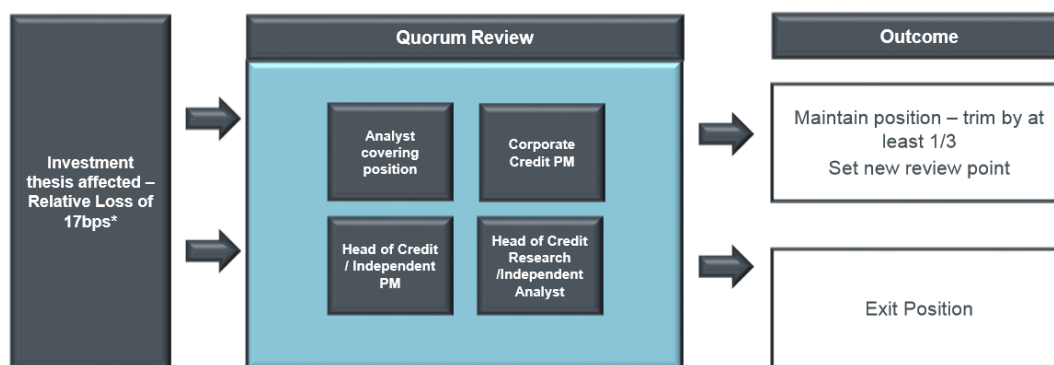 Investment
thesis affected –
Relative Loss of
17bps*
Quorum Review
Analyst
covering
position
Corporate
Credit PM
Head of Credit
/ Independent
PM
Head of Credit
Research
/Independent
Analyst
Outcome
Maintain position – trim by at
least 1/3
Set new review point
Exit Position